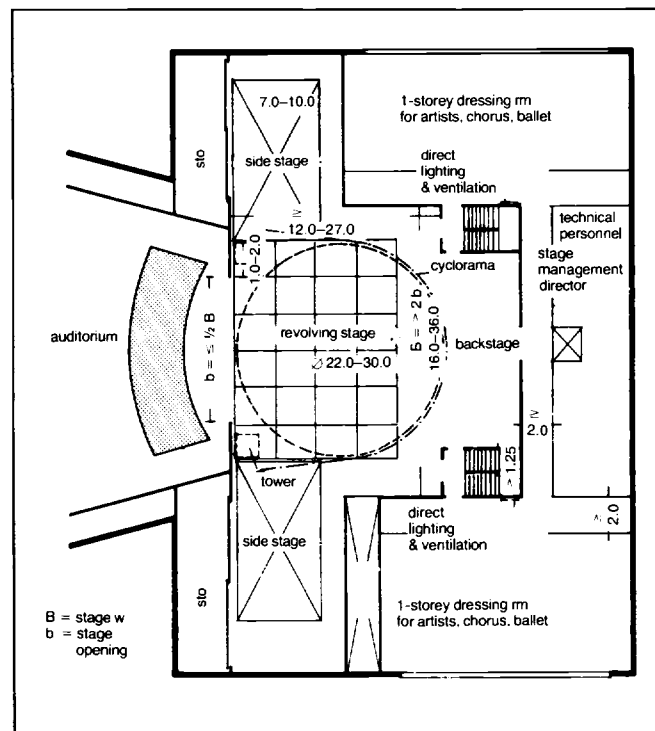 7.0–10.0
1-storey dressing rm
for artists, chorus, ballet
sto
side stage
direct
lighting
& ventilation
≥
12.0–27.0
technical
personnel
stage
management
director
1.0–2.0
cyclorama
auditorium
b = ≤ ½ B
revolving stage
∅ 22.0–30.0
B = > 2 b
16.0–36.0
backstage
≥
2.0
tower
> 1.25
≥ 2.0
side stage
direct
lighting
& ventilation
sto
1-storey dressing rm
for artists, chorus, ballet
B = stage w
b = stage
opening